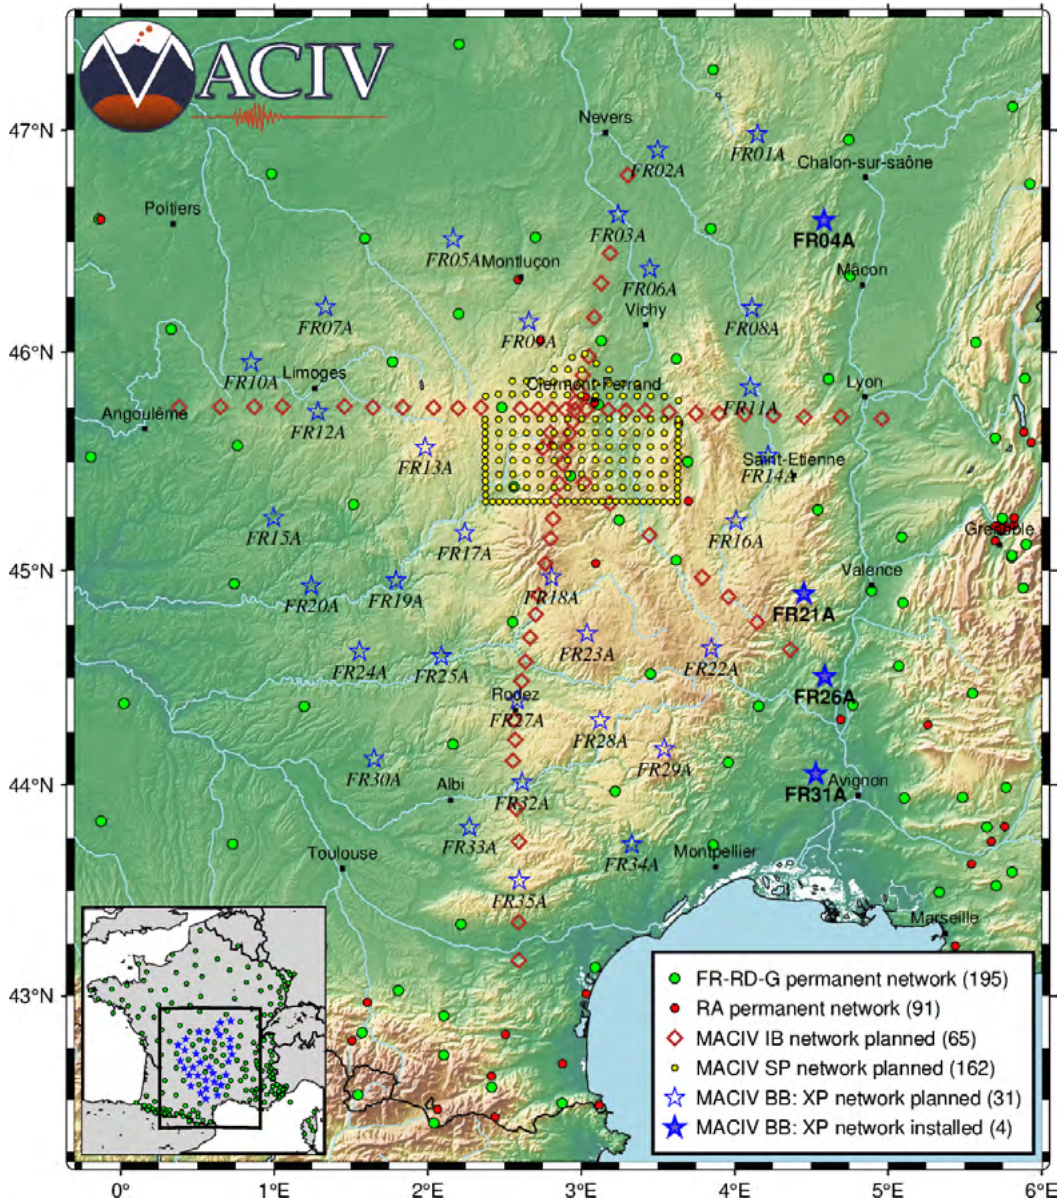 MACIV
47°N
46°N
45°N
44°N
43°N
Nevers
FR01A
FR02A
Chalon-sur-saône
Poitiers
FR03A
FR04A
FR05A
Montluçon
FR06A
Mâcon
FR07A
FR09A
Vichy
FR08A
FR10A
Limoges
Clermont-Ferrand
Lyon
Angoulême
FR12A
FR11A
FR13A
Saint-Etienne
FR14A
FR15A
FR17A
FR16A
Grenoble
Valence
FR20A
FR19A
FR18A
FR21A
FR24A
FR25A
FR23A
FR22A
Rodez
FR27A
FR26A
FR28A
FR30A
FR29A
Albi
FR32A
Avignon
FR31A
FR33A
FR34A
Toulouse
Montpellier
FR35A
Marseille
FR-RD-G permanent network (195)
RA permanent network (91)
MACIV IB network planned (65)
MACIV SP network planned (162)
MACIV BB: XP network planned (31)
MACIV BB: XP network installed (4)
0° 1°E 2°E 3°E 4°E 5°E 6°E